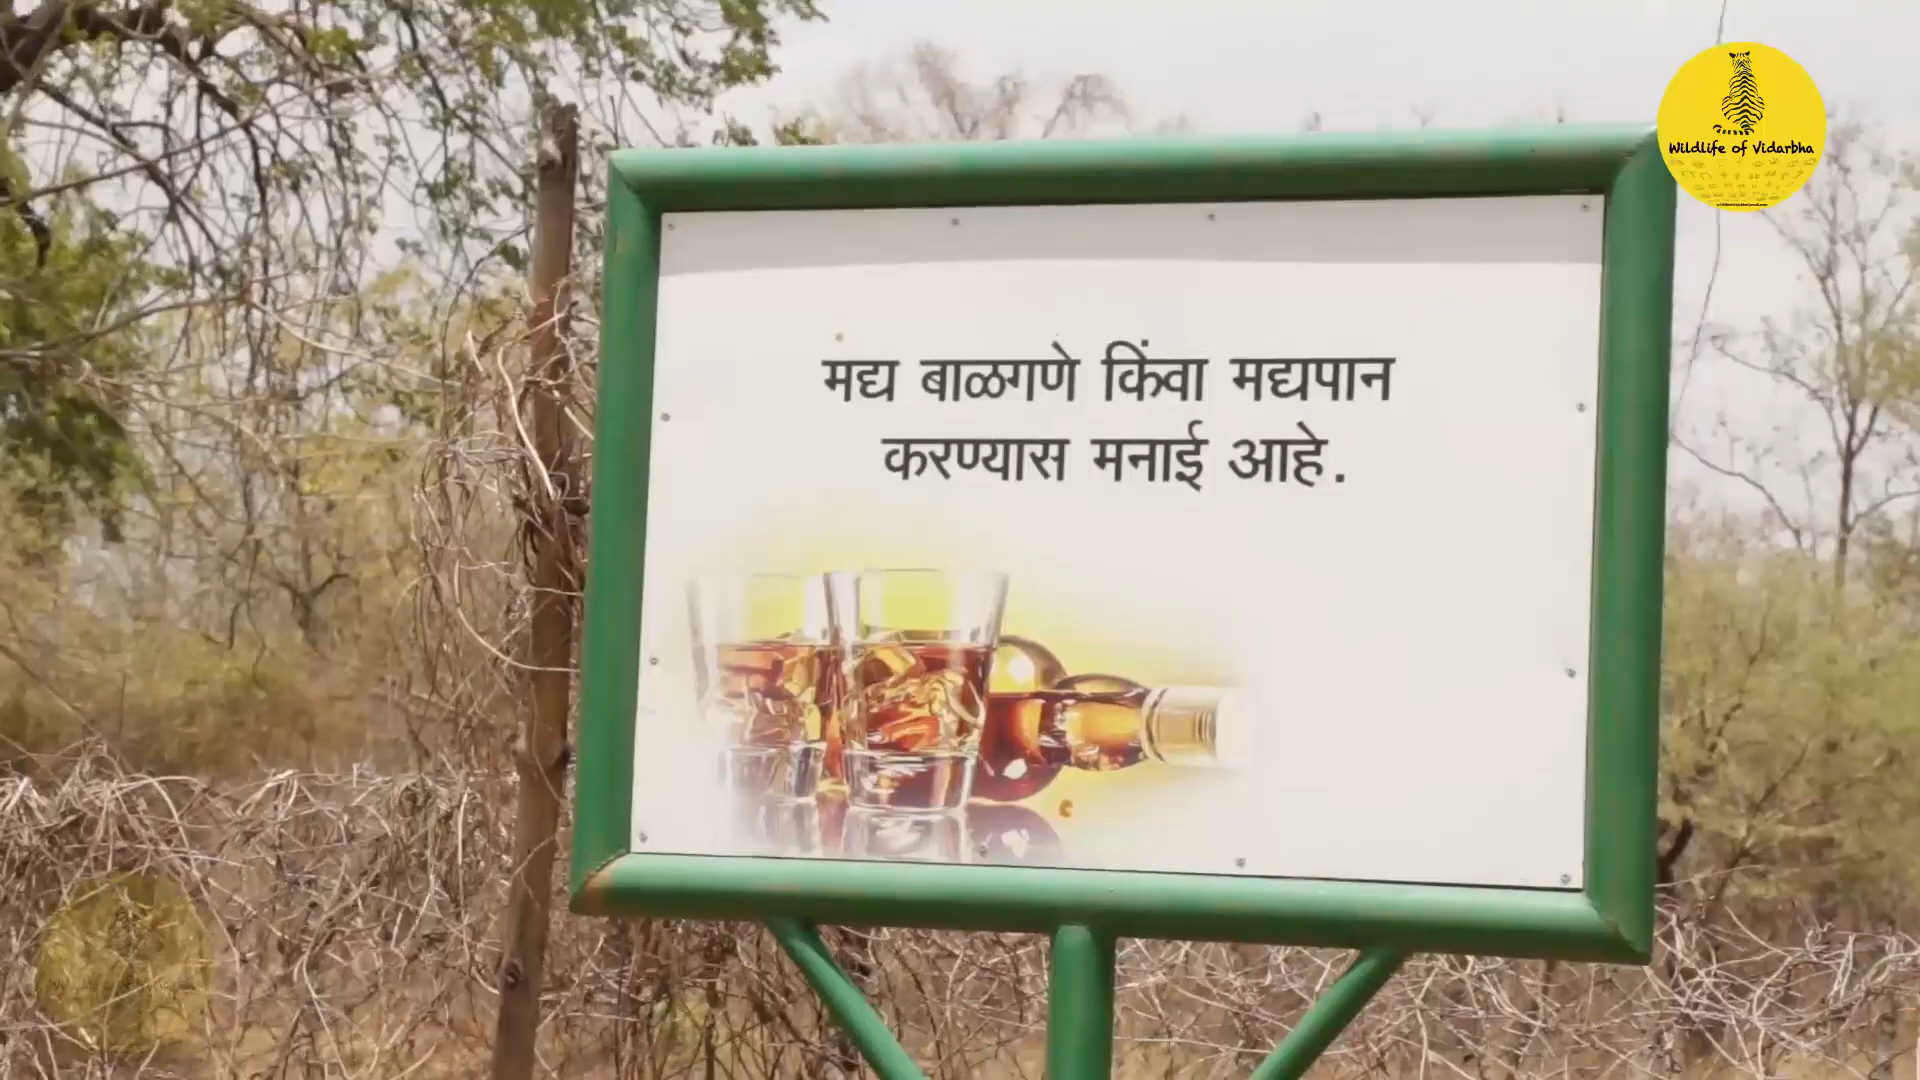 मद्य बाळगणे किंवा मद्यपान
करण्यास मनाई आहे.
Wildlife of Vidarbha